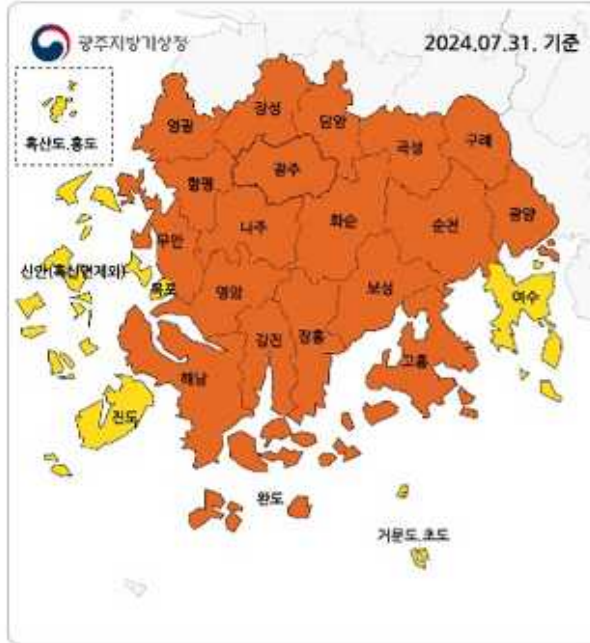 광주지방기상청
2024.07.31. 기준
흑산도.홍도
영광
장성
담양
곡성
구례
함평
광주
나주
화순
순천
광양
무안
신안(흑산면제외)
목포
영암
보성
여수
강진
장흥
고흥
해남
진도
완도
거문도.초도